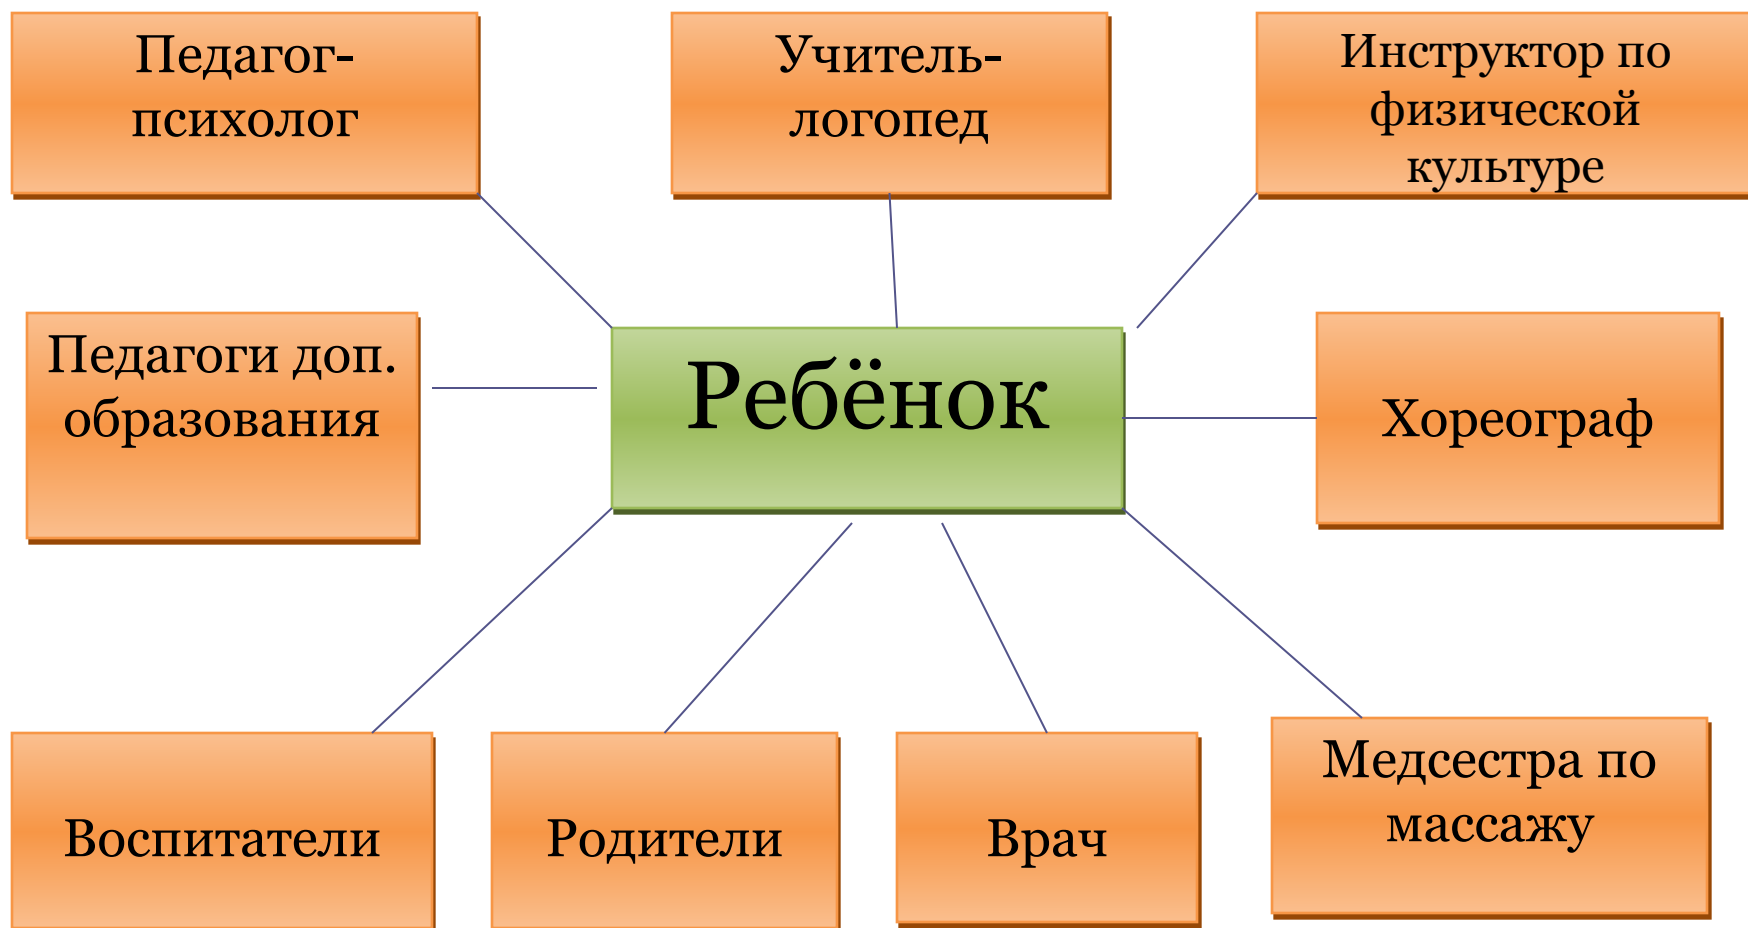 Педагог-
психолог
Учитель-
логопед
Инструктор по
физической
культуре
Педагоги доп.
образования
Ребёнок
Хореограф
Воспитатели
Родители
Врач
Медсестра по
массажу